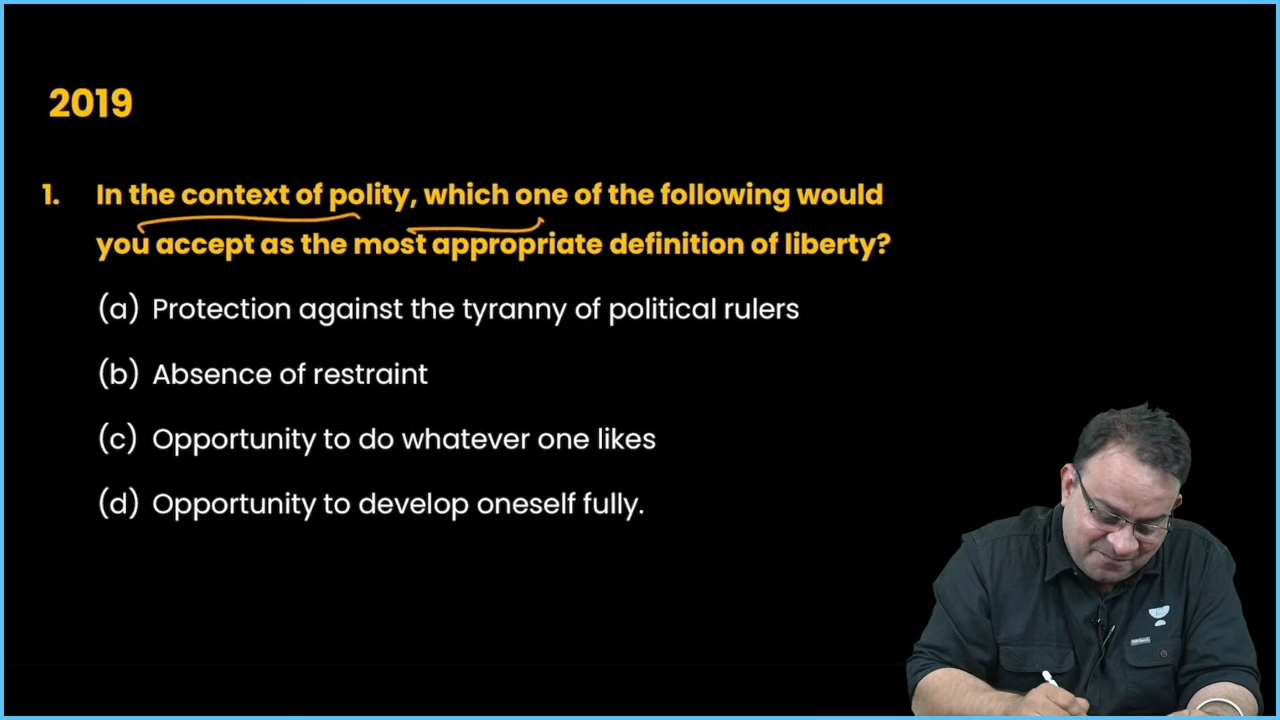 2019
1. In the context of polity, which one of the following would
you accept as the most appropriate definition of liberty?
(a) Protection against the tyranny of political rulers
(b) Absence of restraint
(c) Opportunity to do whatever one likes
(d) Opportunity to develop oneself fully.